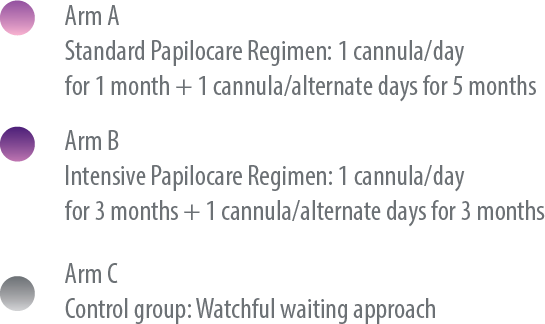 Arm A
Standard Papilocare Regimen: 1 cannula/day
for 1 month + 1 cannula/alternate days for 5 months
Arm B
Intensive Papilocare Regimen: 1 cannula/day
for 3 months + 1 cannula/alternate days for 3 months
Arm C
Control group: Watchful waiting approach